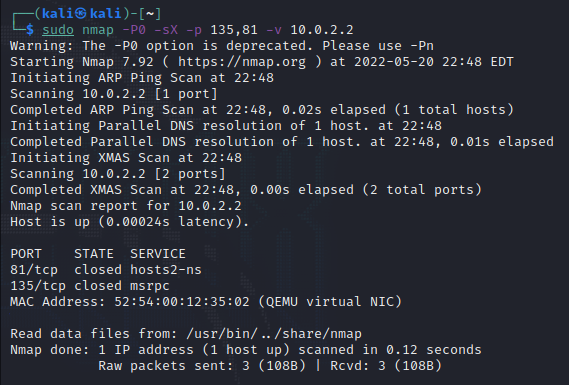 ┌──(kali㉿kali)-[~]
└─$ sudo nmap -P0 -sX -p 135,81 -v 10.0.2.2
Warning: The -P0 option is deprecated. Please use -Pn
Starting Nmap 7.92 ( https://nmap.org ) at 2022-05-20 22:48 EDT
Initiating ARP Ping Scan at 22:48
Scanning 10.0.2.2 [1 port]
Completed ARP Ping Scan at 22:48, 0.02s elapsed (1 total hosts)
Initiating Parallel DNS resolution of 1 host. at 22:48
Completed Parallel DNS resolution of 1 host. at 22:48, 0.01s elapsed
Initiating XMAS Scan at 22:48
Scanning 10.0.2.2 [2 ports]
Completed XMAS Scan at 22:48, 0.00s elapsed (2 total ports)
Nmap scan report for 10.0.2.2
Host is up (0.00024s latency).

PORT    STATE  SERVICE
81/tcp  closed hosts2-ns
135/tcp closed msrpc
MAC Address: 52:54:00:12:35:02 (QEMU virtual NIC)

Read data files from: /usr/bin/../share/nmap
Nmap done: 1 IP address (1 host up) scanned in 0.12 seconds
           Raw packets sent: 3 (108B) | Rcvd: 3 (108B)